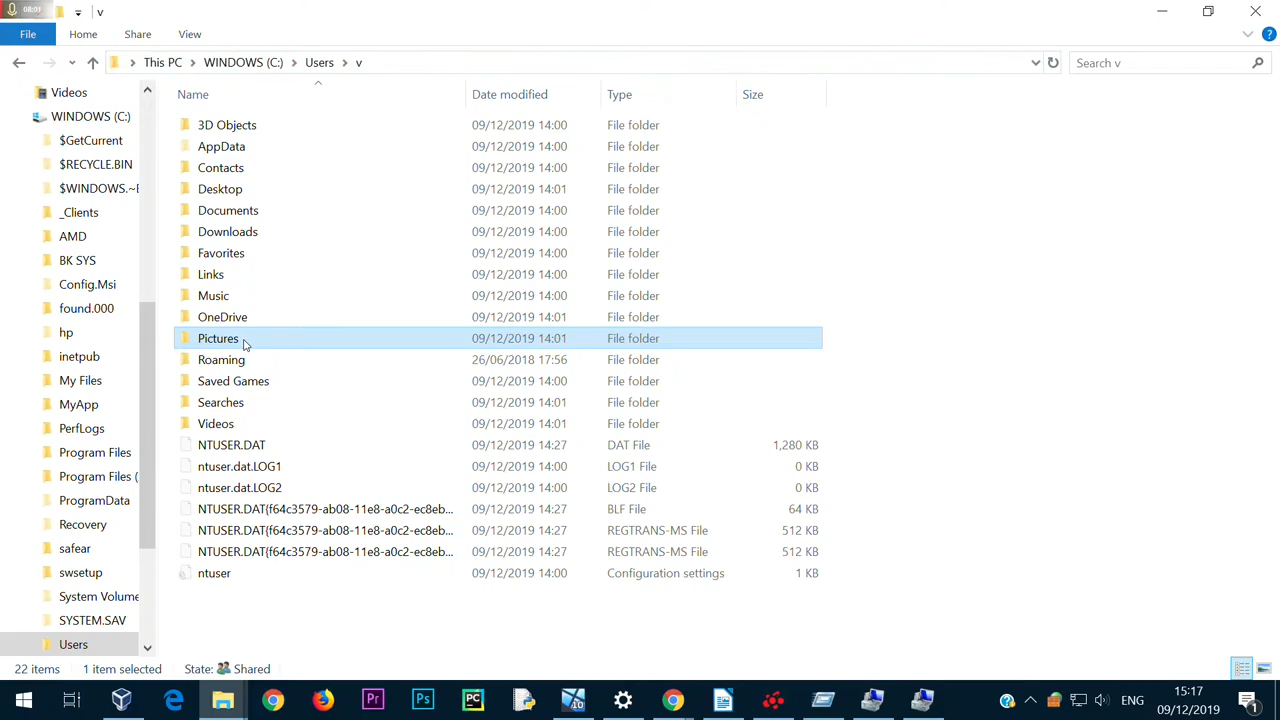 08:01
v
File
Home
Share
View
?
This PC
WINDOWS (C:)
Users
v
Search v
Videos
WINDOWS (C:)
$GetCurrent
$RECYCLE.BIN
$WINDOWS.~
_Clients
AMD
BK SYS
Config.Msi
found.000
hp
inetpub
My Files
MyApp
PerfLogs
Program Files
Program Files (
ProgramData
Recovery
safear
swsetup
System Volume
SYSTEM.SAV
Users
Name
Date modified
Type
Size
3D Objects 09/12/2019 14:00 File folder
AppData 09/12/2019 14:00 File folder
Contacts 09/12/2019 14:00 File folder
Desktop 09/12/2019 14:01 File folder
Documents 09/12/2019 14:00 File folder
Downloads 09/12/2019 14:00 File folder
Favorites 09/12/2019 14:00 File folder
Links 09/12/2019 14:00 File folder
Music 09/12/2019 14:00 File folder
OneDrive 09/12/2019 14:01 File folder
Pictures 09/12/2019 14:01 File folder
Roaming 26/06/2018 17:56 File folder
Saved Games 09/12/2019 14:00 File folder
Searches 09/12/2019 14:01 File folder
Videos 09/12/2019 14:01 File folder
NTUSER.DAT 09/12/2019 14:27 DAT File 1,280 KB
ntuser.dat.LOG1 09/12/2019 14:00 LOG1 File 0 KB
ntuser.dat.LOG2 09/12/2019 14:00 LOG2 File 0 KB
NTUSER.DAT{f64c3579-ab08-11e8-a0c2-ec8eb... 09/12/2019 14:27 BLF File 64 KB
NTUSER.DAT{f64c3579-ab08-11e8-a0c2-ec8eb... 09/12/2019 14:27 REGTRANS-MS File 512 KB
NTUSER.DAT{f64c3579-ab08-11e8-a0c2-ec8eb... 09/12/2019 14:27 REGTRANS-MS File 512 KB
ntuser 09/12/2019 14:00 Configuration settings 1 KB
22 items
1 item selected
State:
Shared
Pr
Ps
PC
10
?
ENG
15:17
09/12/2019
1